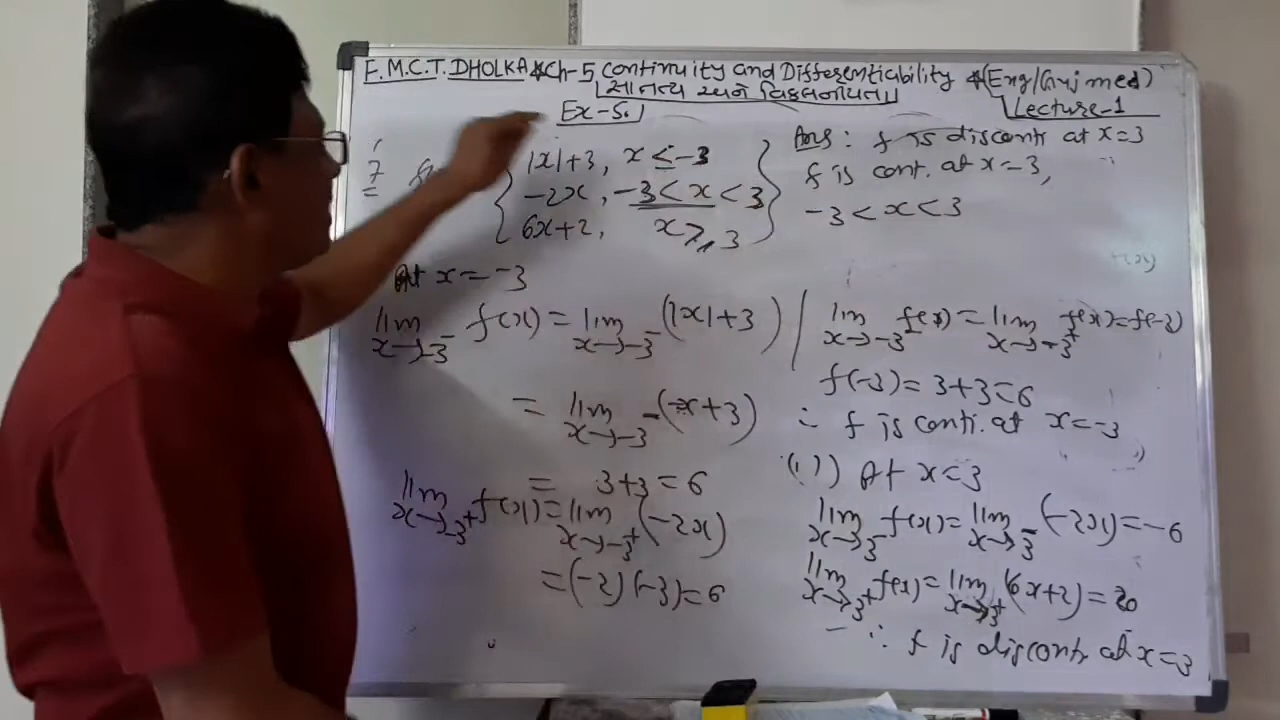 F.M.C.T. DHOLKA * Ch-5 Continuity and Differentiability * (Eng/Guj med)
સાતત્ય અને વિકલનીયતા
Lecture-1
Ex-5.1
7
|x|+3, x ≤ -3
-2x, -3 < x < 3
6x+2, x ≥ 3
Ans: f is discontr at x=3
f is cont. at x=-3,
-3 < x < 3
At x = -3
lim x→-3⁻ f(x) = lim x→-3⁻ (|x|+3)
= lim x→-3⁻ (-x+3)
= 3+3=6
lim x→-3⁺ f(x) = lim x→-3⁺ (-2x)
=(-2)(-3)=6
lim x→-3⁻ f(x) = lim x→-3⁺ f(x)=f(-3)
f(-3)=3+3=6
∴ f is conti. at x=-3
At x=3
lim x→3⁻ f(x) = lim x→3⁻ (-2x)=-6
lim x→3⁺ f(x) = lim x→3⁺ (6x+2)=20
∴ f is discontr at x=3